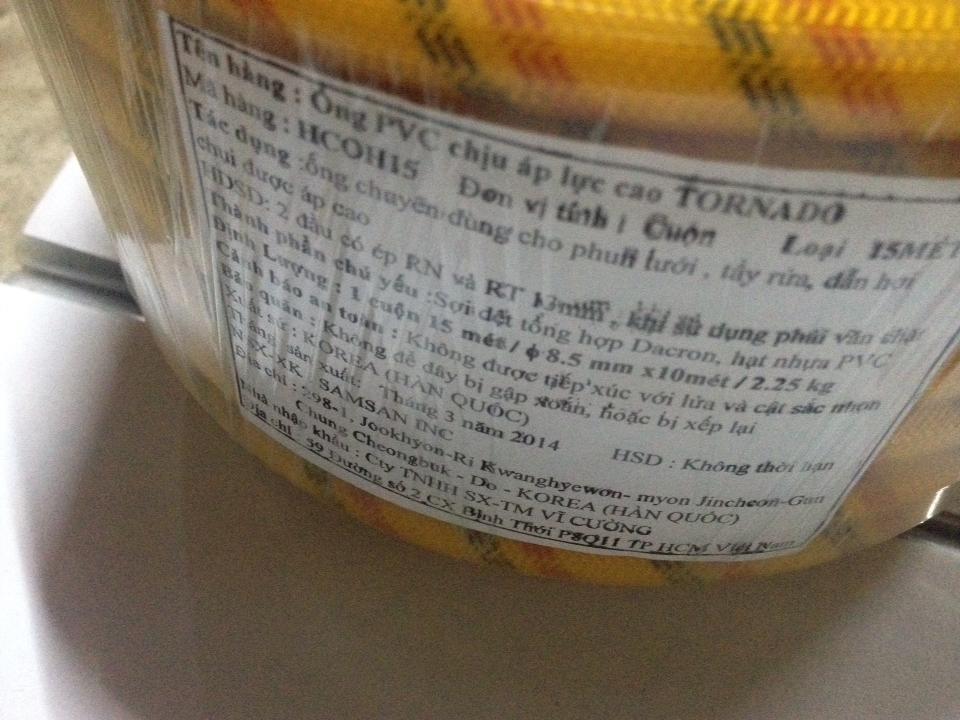 Tên hàng : Ống PVC chịu áp lực cao TORNADO
Mã hàng : HCOH15 Đơn vị tính : Cuộn Loại 15MÉT
Tác dụng :ống chuyên dùng cho phun tưới , tẩy rửa, dẫn hơi
chui được áp cao
HDSD: 2 đầu có ép RN và RT 13mm , khi sử dụng phải vặn chặt
Thành phần chủ yếu :Sợi dệt tổng hợp Dacron, hạt nhựa PVC
Định Lượng : 1 cuộn 15 mét / ϕ 8.5 mm x10mét / 2.25 kg
Cảnh báo an toàn : Không được tiếp xúc với lửa và cật sắc nhọn
Bảo quản : Không để dây bị gập xoắn, hoặc bị xếp lại
Xuất sứ : KOREA (HÀN QUỐC)
Tháng sản xuất: Tháng 3 năm 2014 HSD : Không thời hạn
N SX-XK SAMSAN INC
Địa chỉ : 298-1, Jookhyon-Ri Kwanghyewon- myon Jincheon-Gun
Chung Cheongbuk - Do - KOREA (HÀN QUỐC)
Nhà nhập khẩu : Cty TNHH SX-TM VĨ CƯỜNG
Địa chỉ : 59 Đường số 2 CX Bình Thới P8Q11 TP HCM Việt Nam